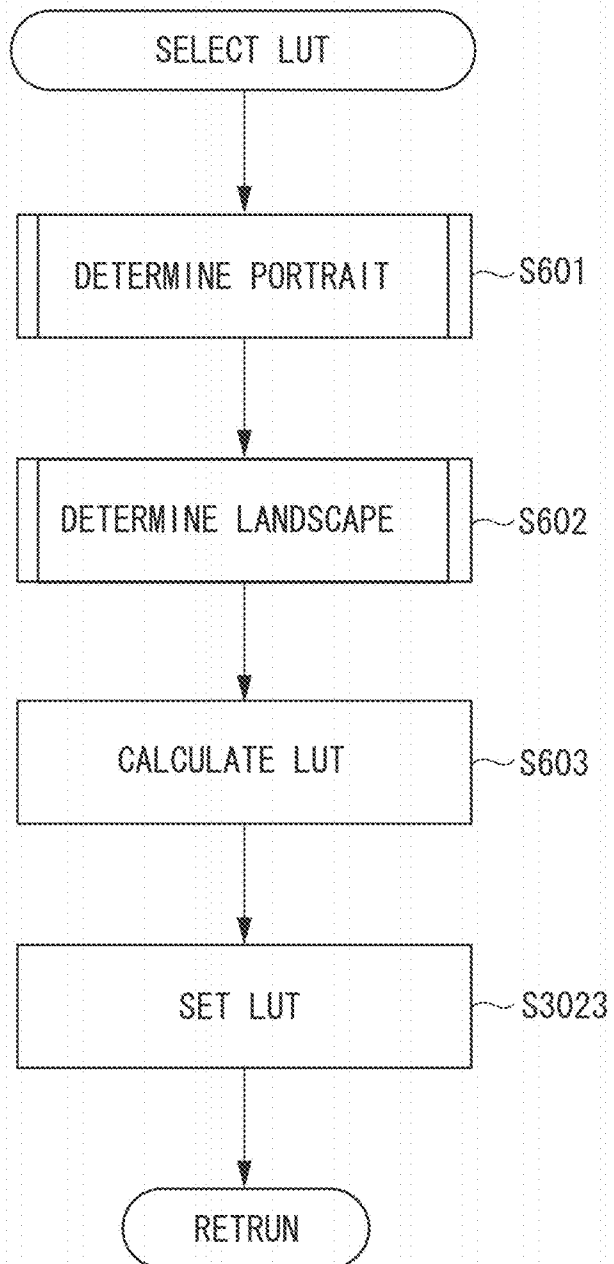 SELECT LUT
DETERMINE PORTRAIT
S601
DETERMINE LANDSCAPE
S602
CALCULATE LUT
S603
SET LUT
S3023
RETRUN